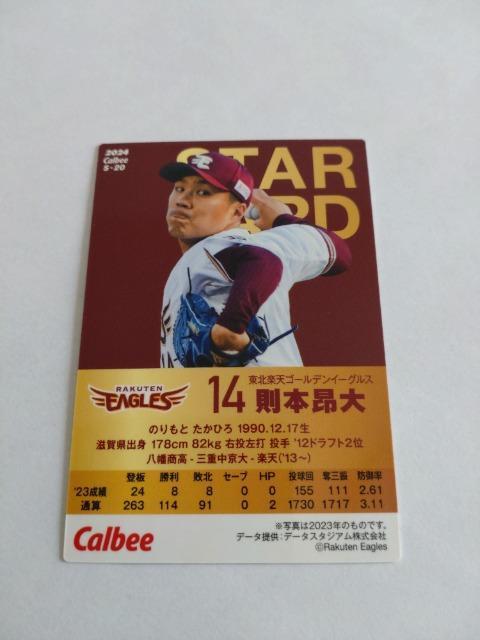 2024
Calbee
S-20
STAR
CARD
RAKUTEN
EAGLES
東北楽天ゴールデンイーグルス
14 則本昂大
のりもと たかひろ 1990.12.17生
滋賀県出身 178cm 82kg 右投左打 投手 '12ドラフト2位
八幡商高 - 三重中京大 - 楽天('13〜)
登板 勝利 敗北 セーブ HP 投球回 奪三振 防御率
'23成績 24 8 8 0 0 155 111 2.61
通算 263 114 91 0 2 1730 1717 3.11
Calbee
※写真は2023年のものです。
データ提供：データスタジアム株式会社
©Rakuten Eagles